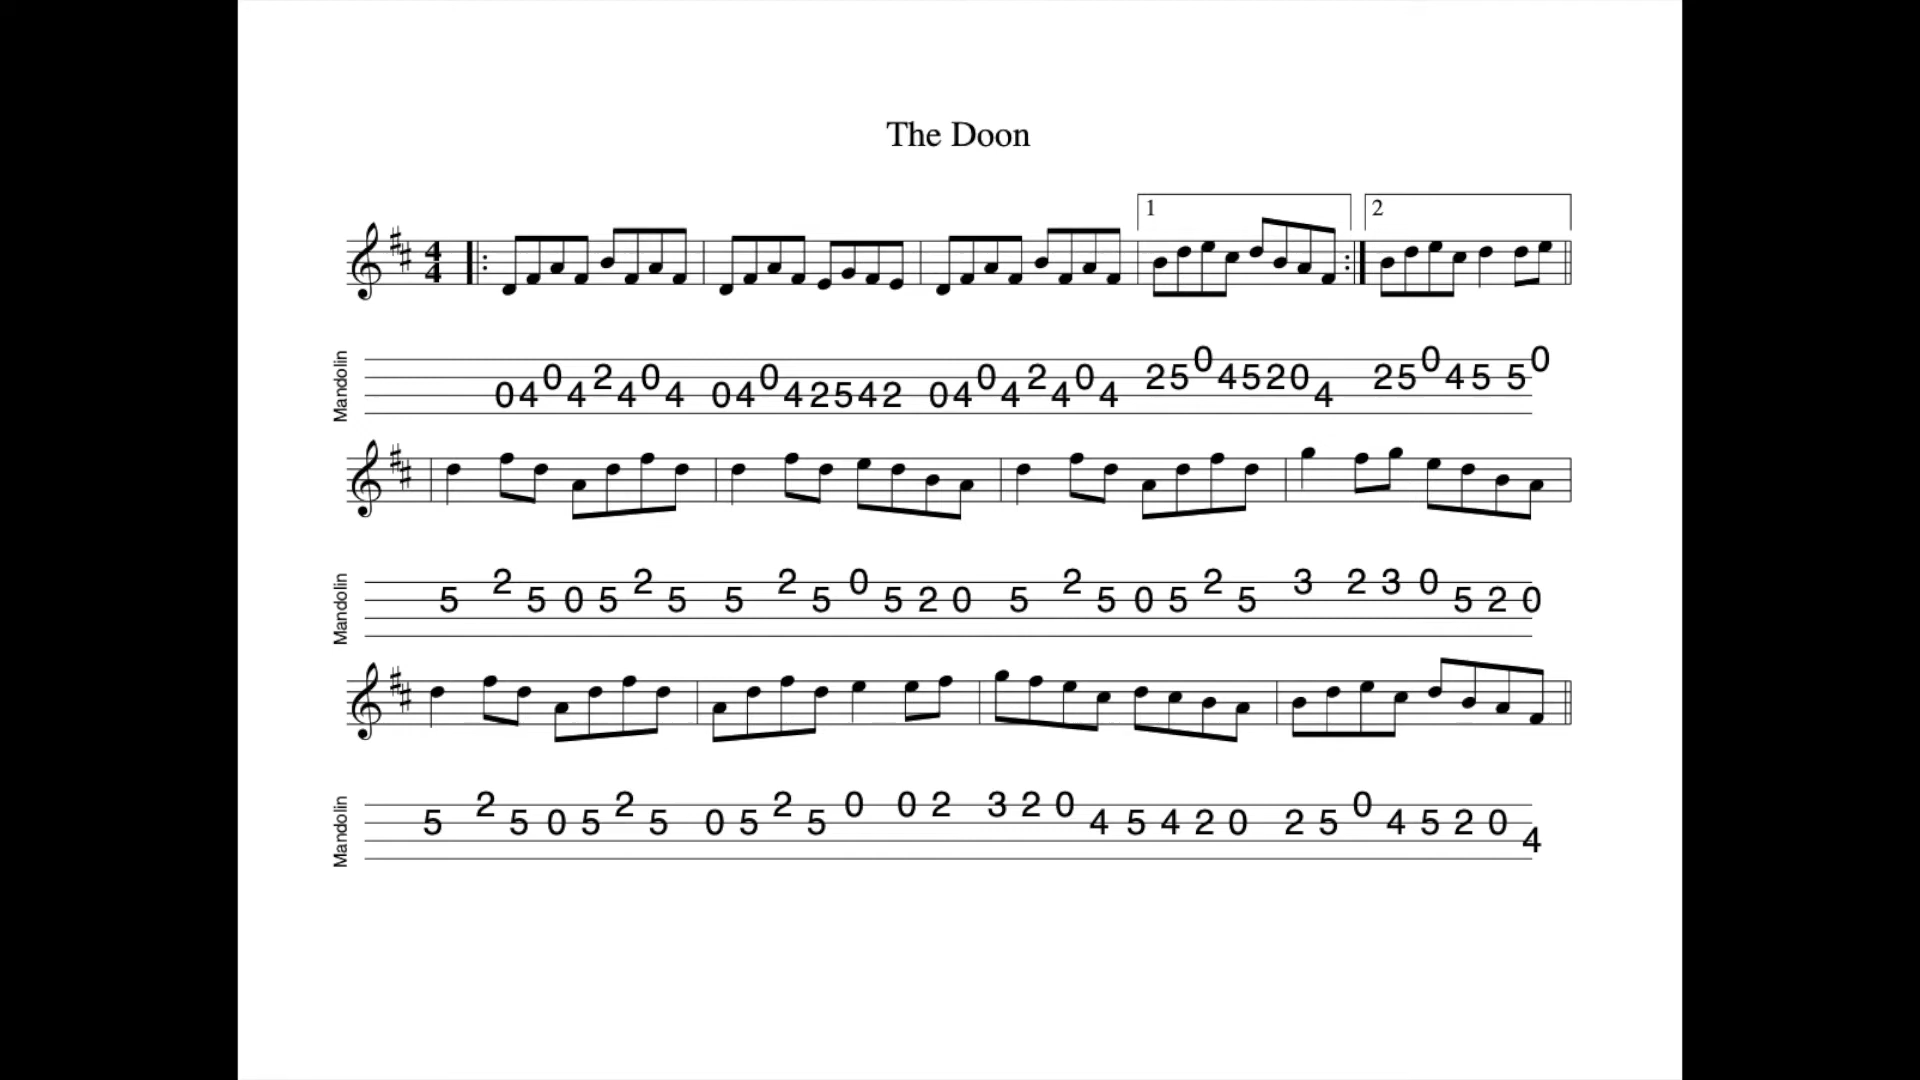 The Doon
1 2
4
4
Mandolin
0 4 0 4 2 4 0 4 0 4 0 4 2 5 4 2 0 4 0 4 2 4 0 4 2 5 0 4 5 2 0 4 2 5 0 4 5 5 0
Mandolin
5 2 5 0 5 2 5 5 2 5 0 5 2 0 5 2 5 0 5 2 5 3 2 3 0 5 2 0
Mandolin
5 2 5 0 5 2 5 0 5 2 5 0 0 2 3 2 0 4 5 4 2 0 2 5 0 4 5 2 0 4